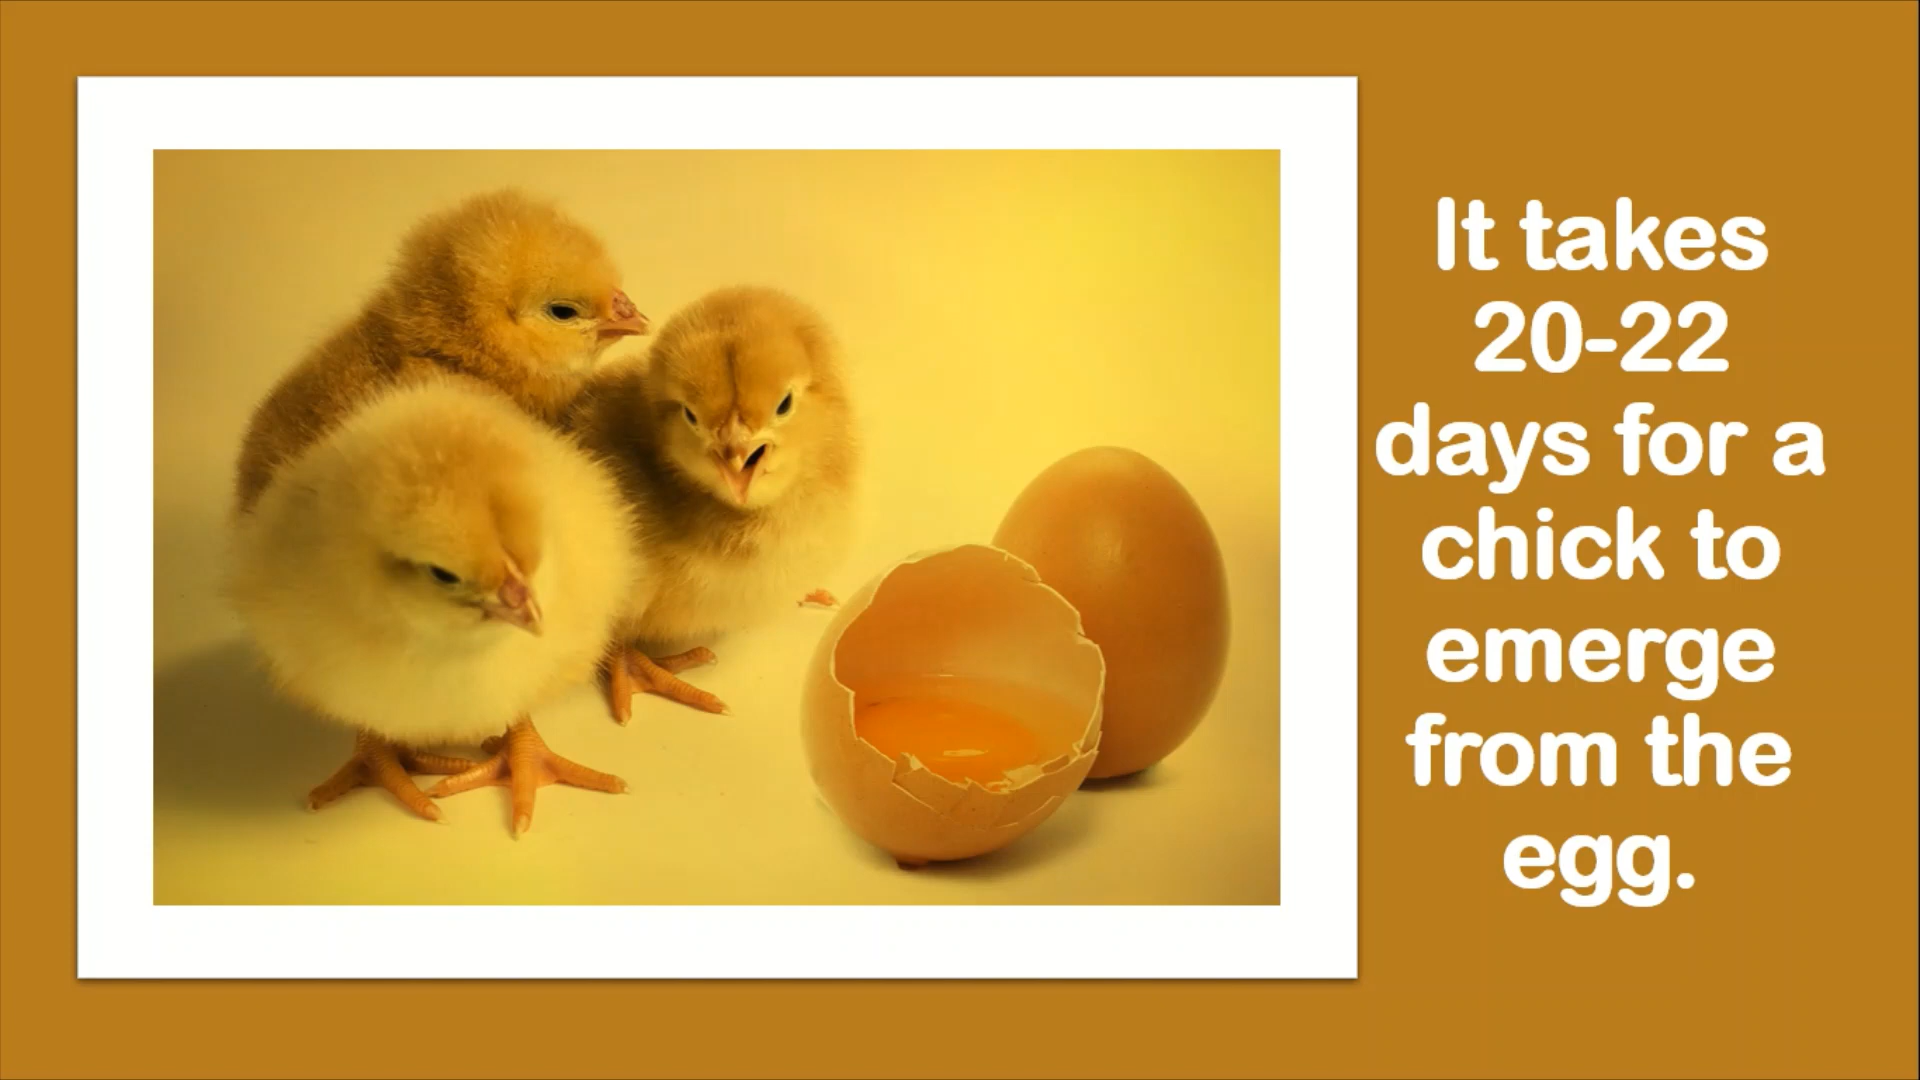 It takes
20-22
days for a
chick to
emerge
from the
egg.